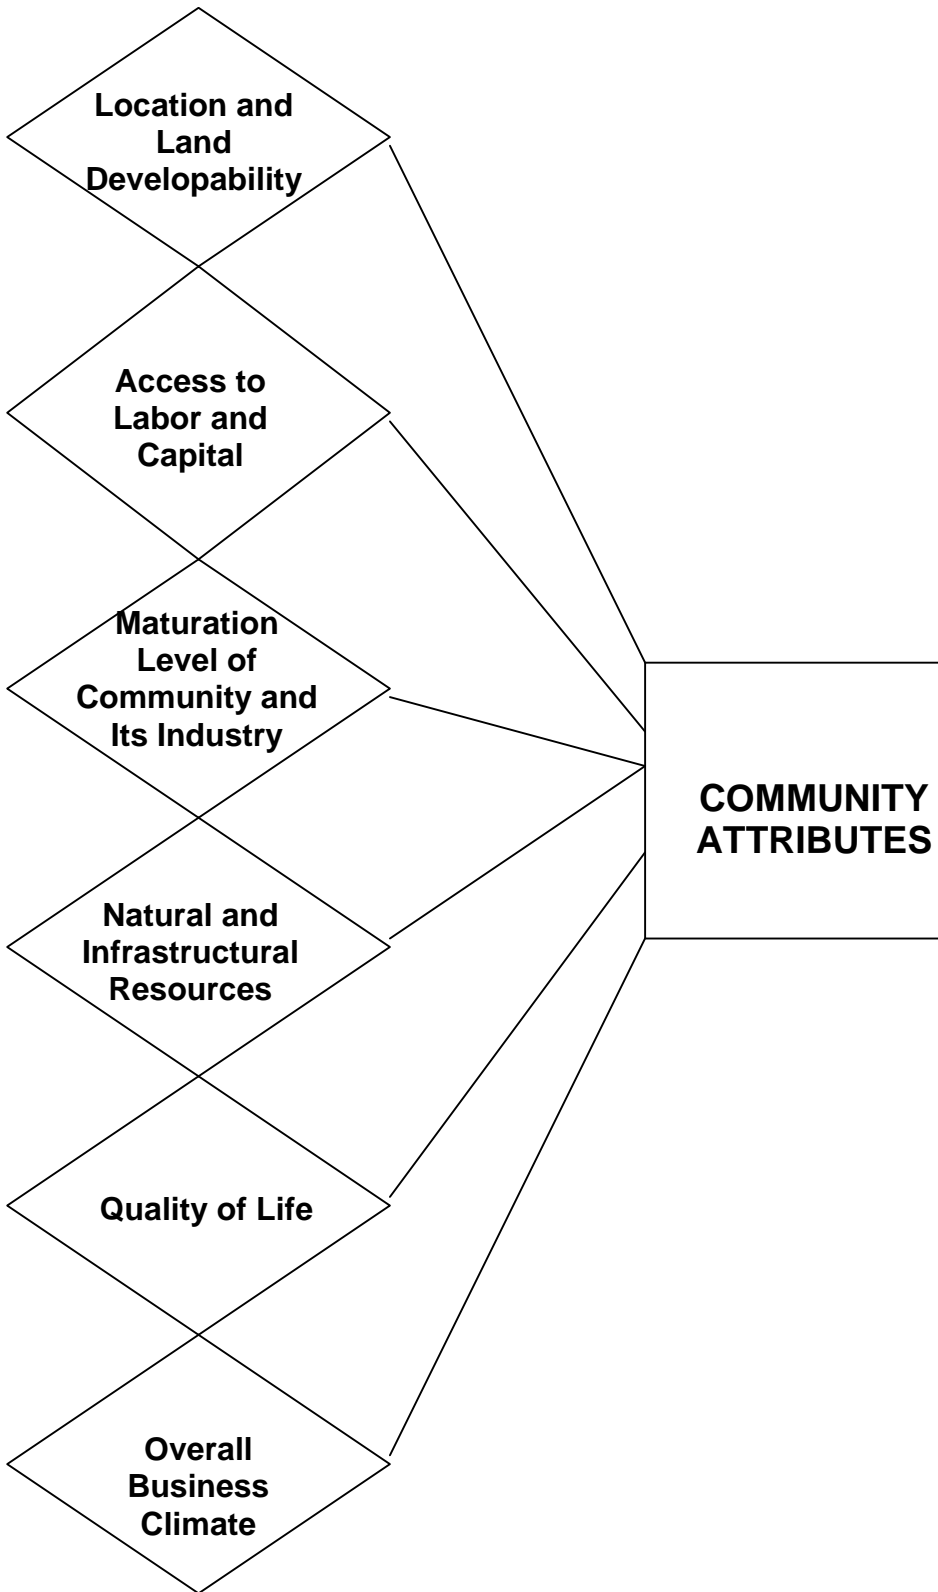 Location and
Land
Developability
Access to
Labor and
Capital
Maturation
Level of
Community and
Its Industry
COMMUNITY
ATTRIBUTES
Natural and
Infrastructural
Resources
Quality of Life
Overall
Business
Climate